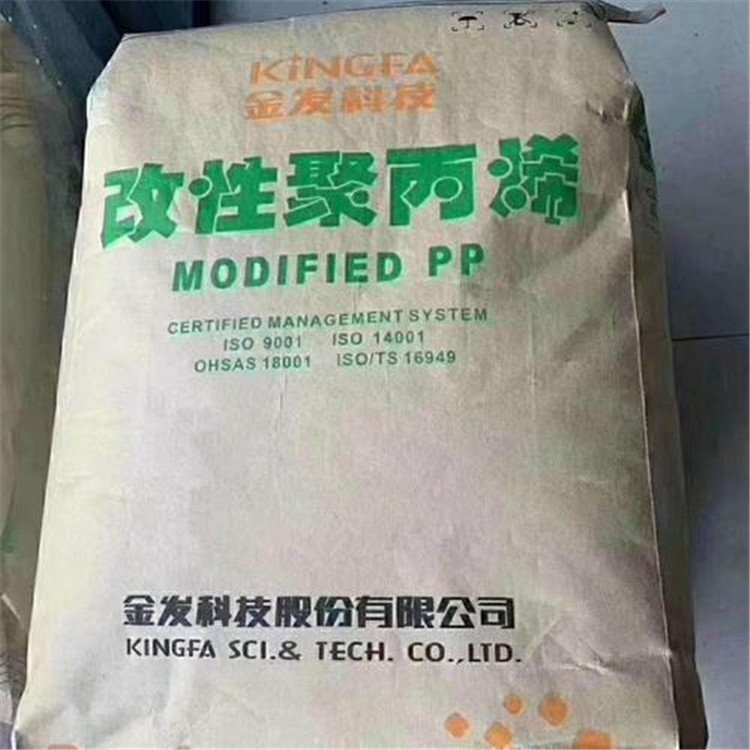 KINGFA
金发科技
改性聚丙烯
MODIFIED PP
CERTIFIED MANAGEMENT SYSTEM
ISO 9001 ISO 14001
OHSAS 18001 ISO/TS 16949
金发科技股份有限公司
KINGFA SCI.& TECH. CO.,LTD.